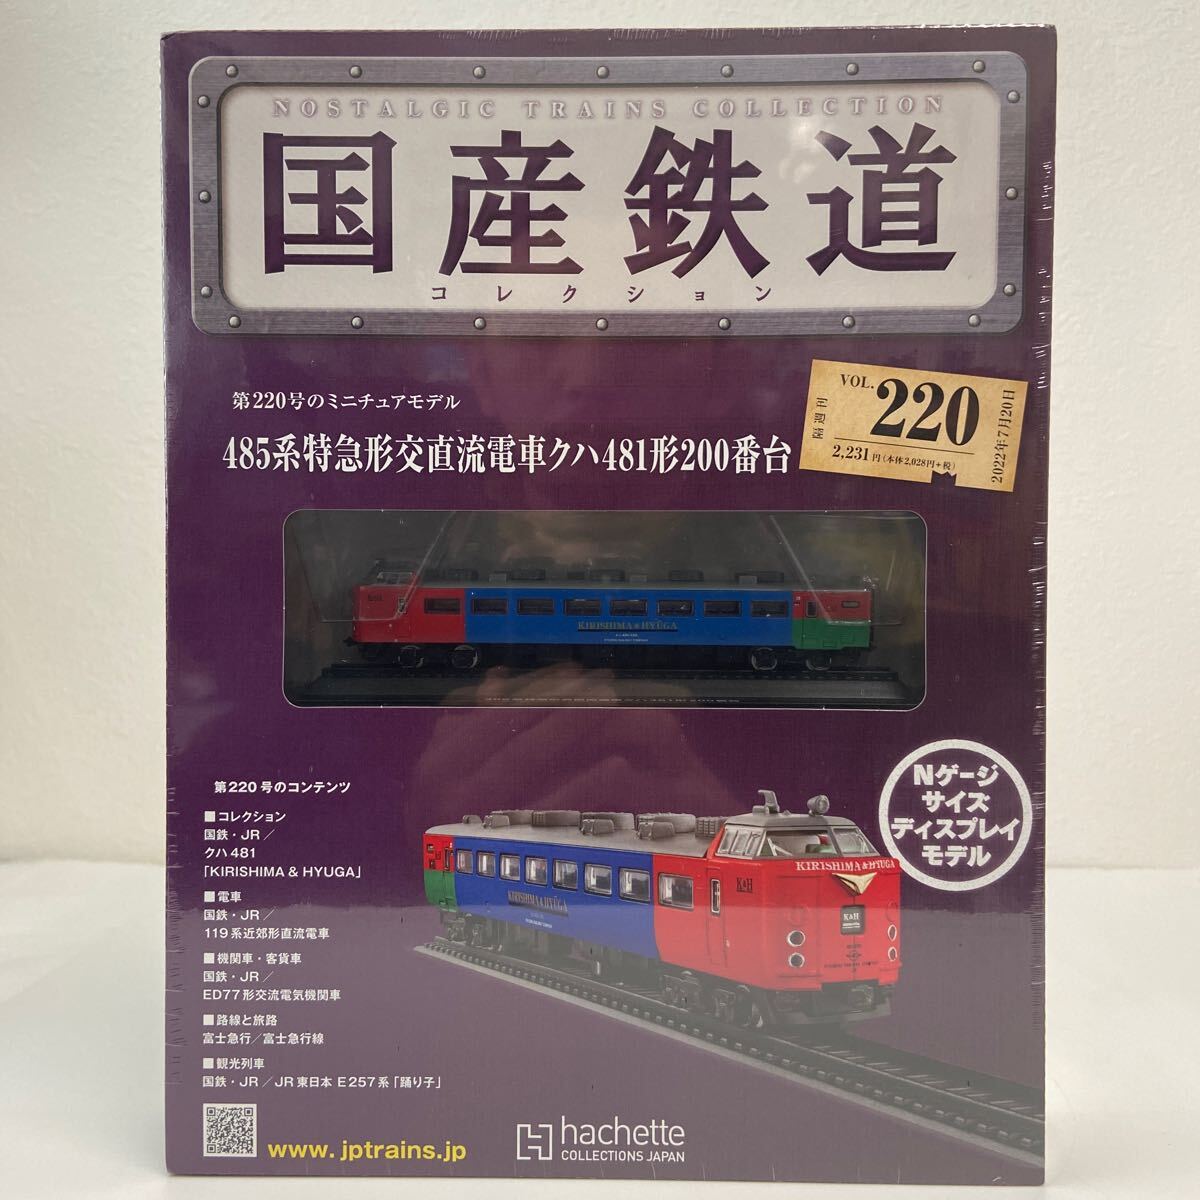 NOSTALGIC TRAINS COLLECTION
国産鉄道
コレクション
第220号のミニチュアモデル
485系特急形交直流電車クハ481形200番台
隔週刊
VOL.220
2,231円(本体2,028円+税)
2022年7月20日
KIRISHIMA & HYŪGA
Nゲージ
サイズ
ディスプレイ
モデル
第220号のコンテンツ
■コレクション
国鉄・JR/
クハ481
「KIRISHIMA & HYUGA」
■電車
国鉄・JR/
119系近郊形直流電車
■機関車・客貨車
国鉄・JR/
ED77形交流電気機関車
■路線と旅路
富士急行/富士急行線
■観光列車
国鉄・JR/JR東日本 E257系「踊り子」
KIRISHIMA & HYŪGA
KIRISHIMA & HYUGA
K&H
K&H
www.jptrains.jp
hachette
COLLECTIONS JAPAN